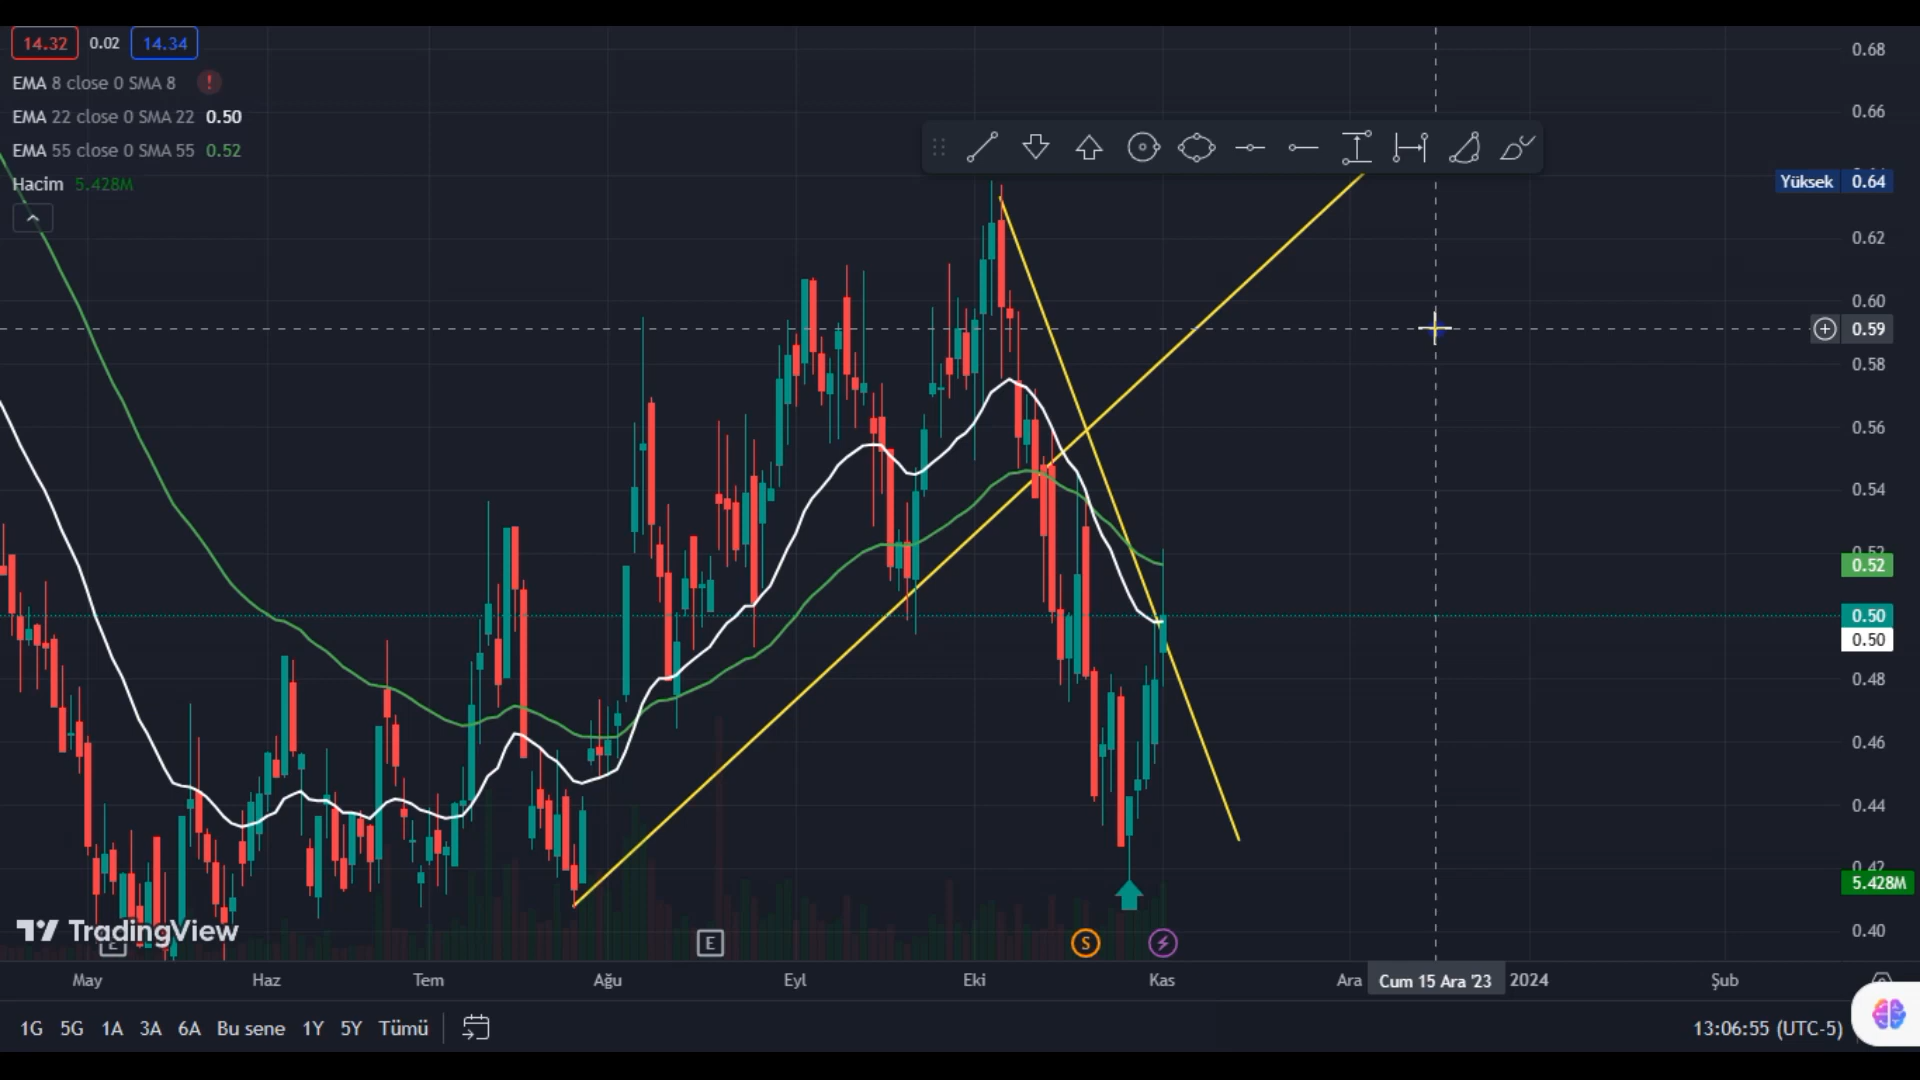 14.32 0.02 14.34
EMA 8 close 0 SMA 8 !
EMA 22 close 0 SMA 22 0.50
EMA 55 close 0 SMA 55 0.52
Hacim 5.428M
0.68
0.66
Yüksek 0.64
0.62
0.60
0.59
0.58
0.56
0.54
0.52
0.52
0.50
0.50
0.48
0.46
0.44
0.42
5.428M
0.40
TradingView
E E S
May Haz Tem Ağu Eyl Eki Kas Ara Cum 15 Ara '23 2024 Şub
1G 5G 1A 3A 6A Bu sene 1Y 5Y Tümü 13:06:55 (UTC-5)